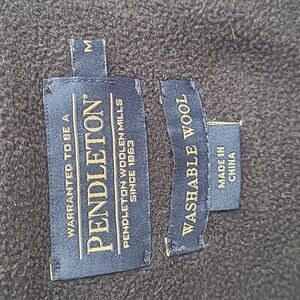 M
WARRANTED TO BE A
PENDLETON®
PENDLETON WOOLEN MILLS
SINCE 1863
WASHABLE WOOL
MADE IN
CHINA